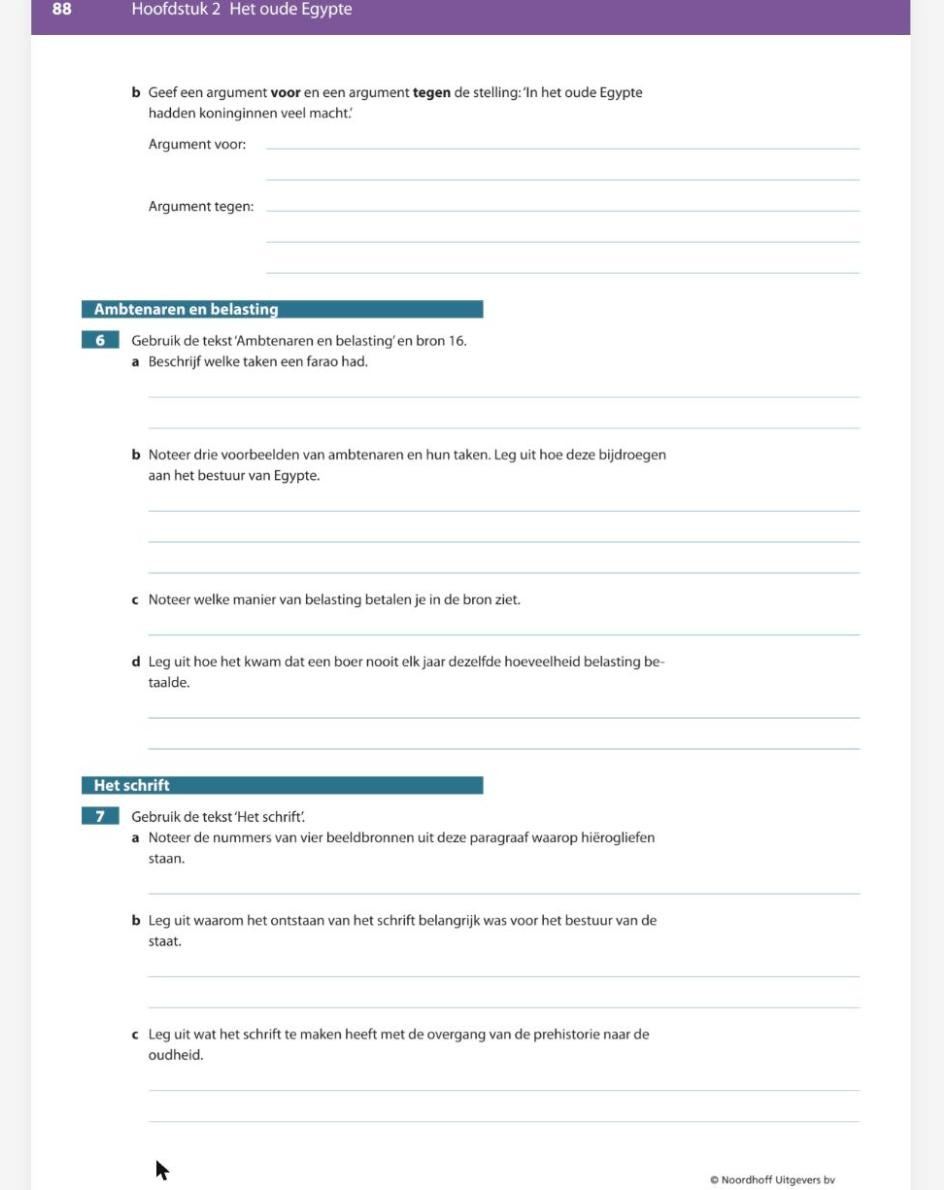 88 Hoofdstuk 2 Het oude Egypte
b Geef een argument voor en een argument tegen de stelling: ‘In het oude Egypte
hadden koninginnen veel macht.’
Argument voor:
Argument tegen:
Ambtenaren en belasting
6 Gebruik de tekst ‘Ambtenaren en belasting’ en bron 16.
a Beschrijf welke taken een farao had.
b Noteer drie voorbeelden van ambtenaren en hun taken. Leg uit hoe deze bijdroegen
aan het bestuur van Egypte.
c Noteer welke manier van belasting betalen je in de bron ziet.
d Leg uit hoe het kwam dat een boer nooit elk jaar dezelfde hoeveelheid belasting be-
taalde.
Het schrift
7 Gebruik de tekst ‘Het schrift’.
a Noteer de nummers van vier beeldbronnen uit deze paragraaf waarop hiërogliefen
staan.
b Leg uit waarom het ontstaan van het schrift belangrijk was voor het bestuur van de
staat.
c Leg uit wat het schrift te maken heeft met de overgang van de prehistorie naar de
oudheid.
© Noordhoff Uitgevers bv